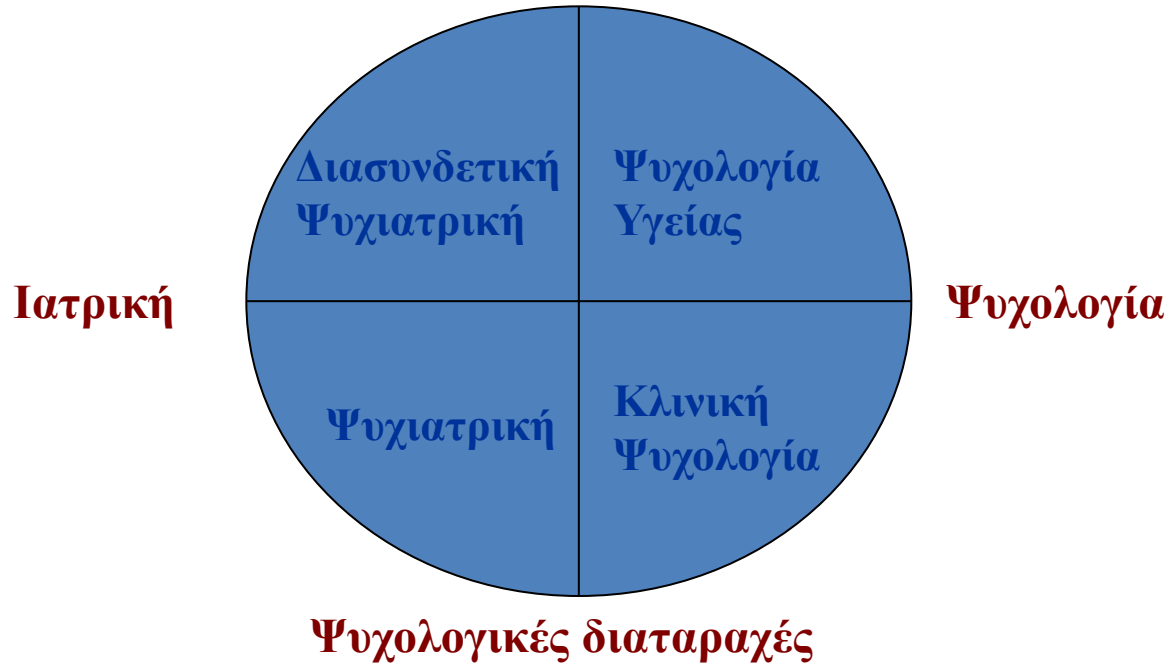 Διασυνδετική
Ψυχιατρική
Ψυχολογία
Υγείας
Ιατρική
Ψυχολογία
Ψυχιατρική
Κλινική
Ψυχολογία
Ψυχολογικές διαταραχές